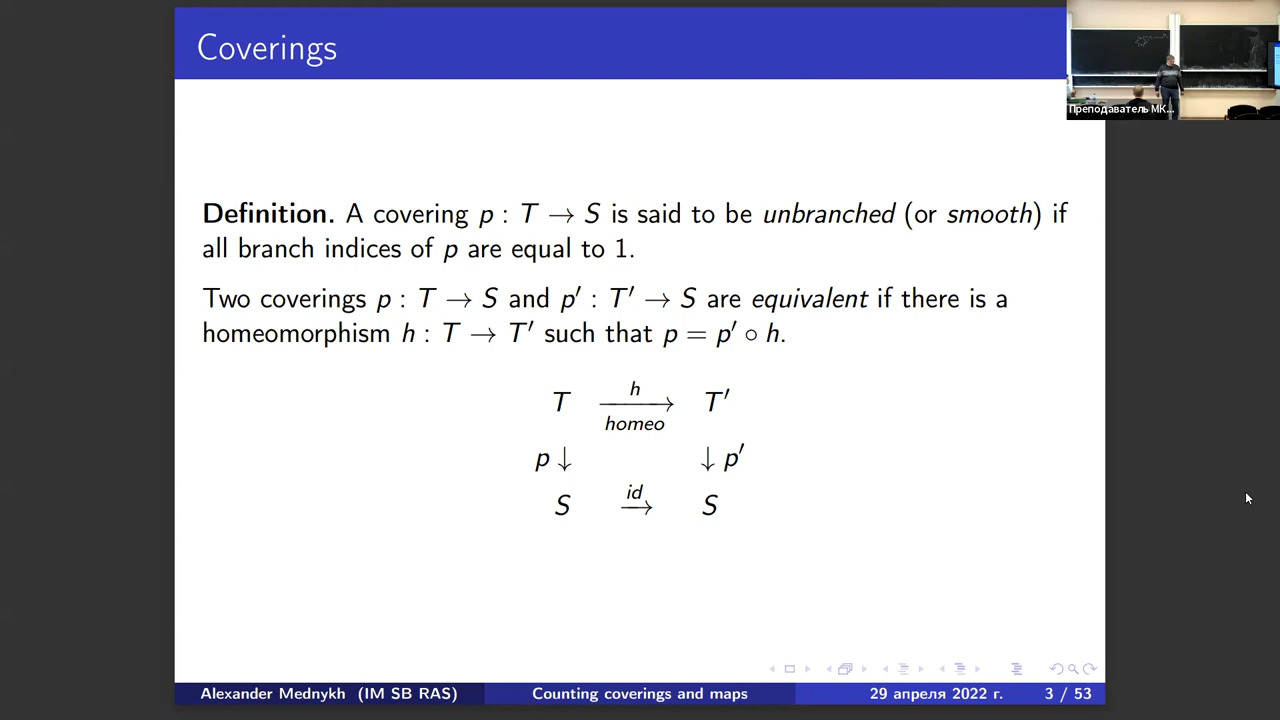 Coverings
Преподаватель МК...
Definition. A covering p : T → S is said to be unbranched (or smooth) if
all branch indices of p are equal to 1.
Two coverings p : T → S and p′ : T′ → S are equivalent if there is a
homeomorphism h : T → T′ such that p = p′ ∘ h.
h
T → T′
homeo
p ↓ ↓ p′
id
S → S
Alexander Mednykh (IM SB RAS) Counting coverings and maps 29 апреля 2022 г. 3 / 53